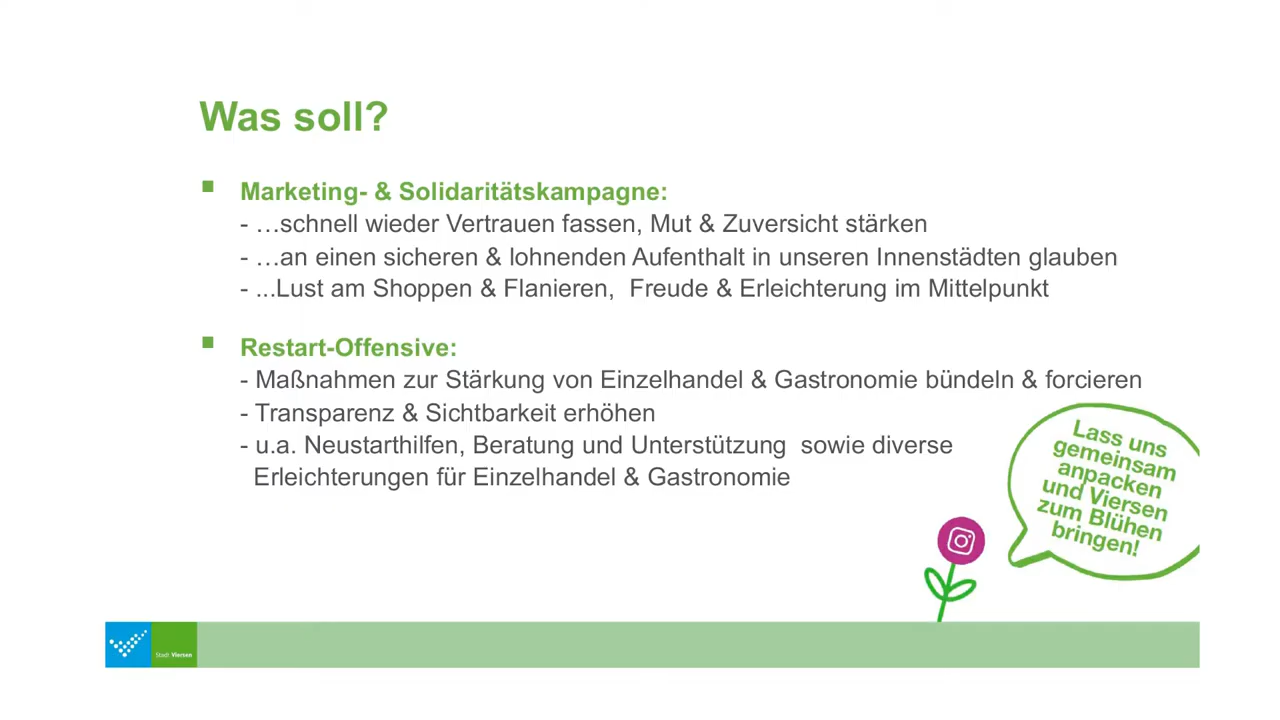 Was soll?
▪ Marketing- & Solidaritätskampagne:
- …schnell wieder Vertrauen fassen, Mut & Zuversicht stärken
- …an einen sicheren & lohnenden Aufenthalt in unseren Innenstädten glauben
- ...Lust am Shoppen & Flanieren,  Freude & Erleichterung im Mittelpunkt
▪ Restart-Offensive:
- Maßnahmen zur Stärkung von Einzelhandel & Gastronomie bündeln & forcieren
- Transparenz & Sichtbarkeit erhöhen
- u.a. Neustarthilfen, Beratung und Unterstützung  sowie diverse
Erleichterungen für Einzelhandel & Gastronomie
Lass uns
gemeinsam
anpacken
und Viersen
zum Blühen
bringen!
Stadt Viersen